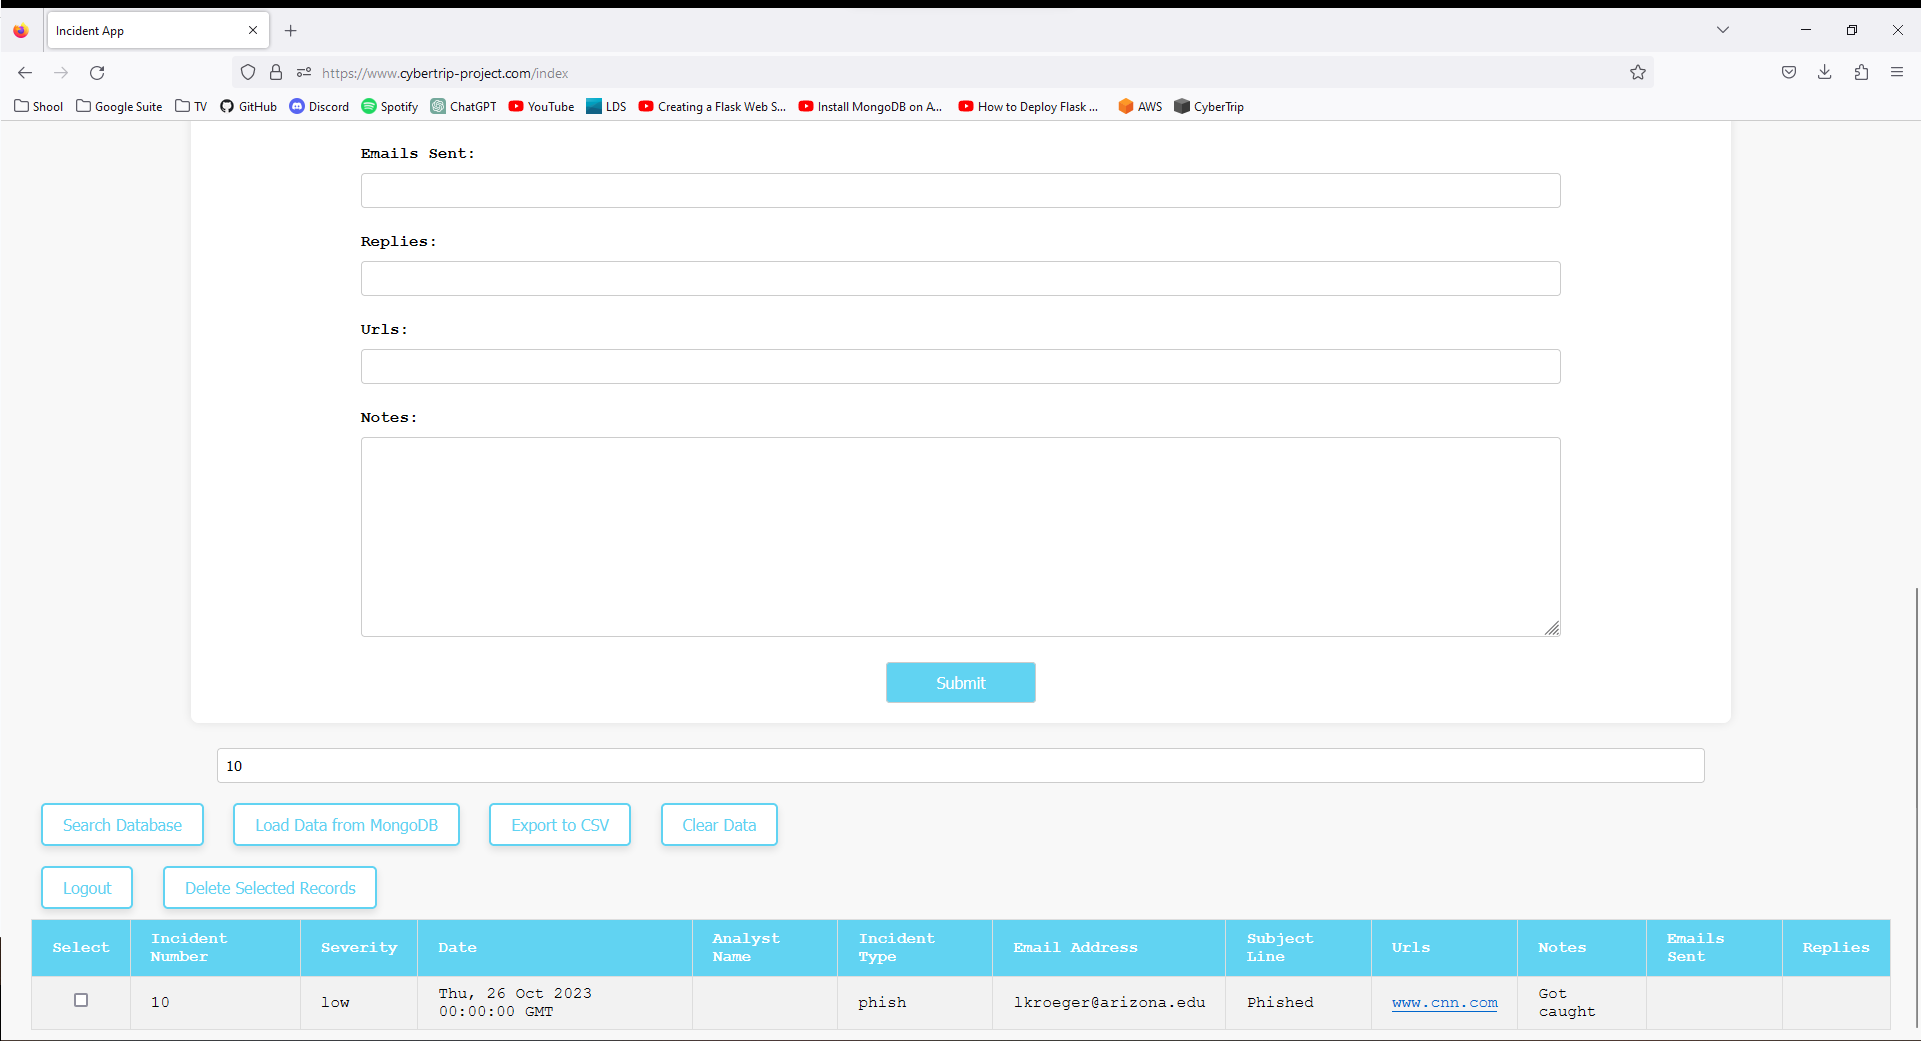 Incident App
https://www.cybertrip-project.com/index
Shool Google Suite TV GitHub Discord Spotify ChatGPT YouTube LDS Creating a Flask Web S... Install MongoDB on A... How to Deploy Flask ... AWS CyberTrip
Emails Sent:
Replies:
Urls:
Notes:
Submit
10
Search Database Load Data from MongoDB Export to CSV Clear Data
Logout Delete Selected Records
Select Incident Number Severity Date Analyst Name Incident Type Email Address Subject Line Urls Notes Emails Sent Replies
10 low Thu, 26 Oct 2023 00:00:00 GMT phish lkroeger@arizona.edu Phished www.cnn.com Got caught